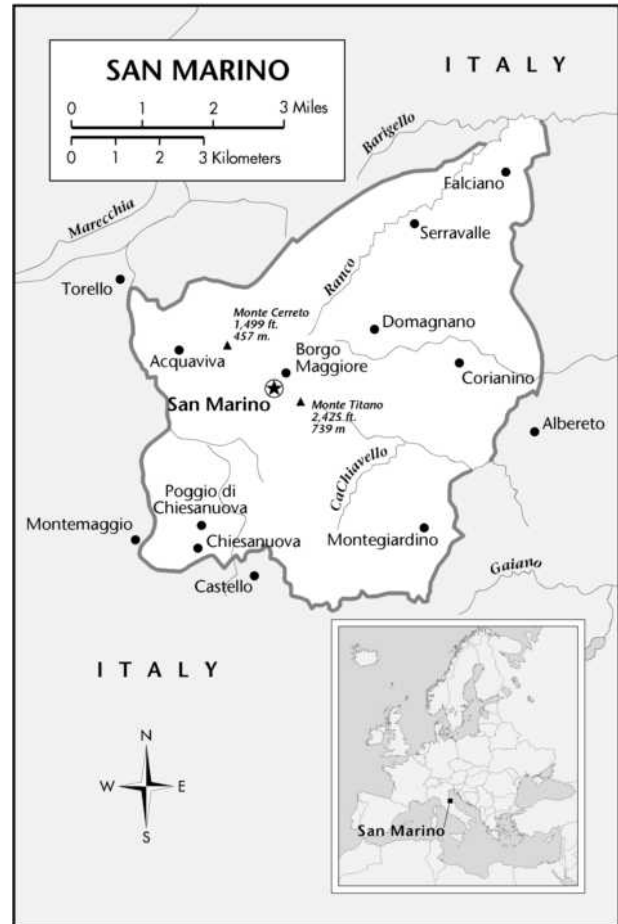 SAN MARINO
0 1 2 3 Miles
0 1 2 3 Kilometers
ITALY
Barigello
Falciano
Marecchia
Serravalle
Ranco
Torello
Monte Cerreto
1,499 ft.
457 m.
Domagnano
Acquaviva
Borgo
Maggiore
Corianino
San Marino
Monte Titano
2,425 ft.
739 m
Albereto
CaChiavello
Poggio di
Chiesanuova
Montemaggio
Chiesanuova
Montegiardino
Castello
Gaiano
ITALY
N
W E
S
San Marino